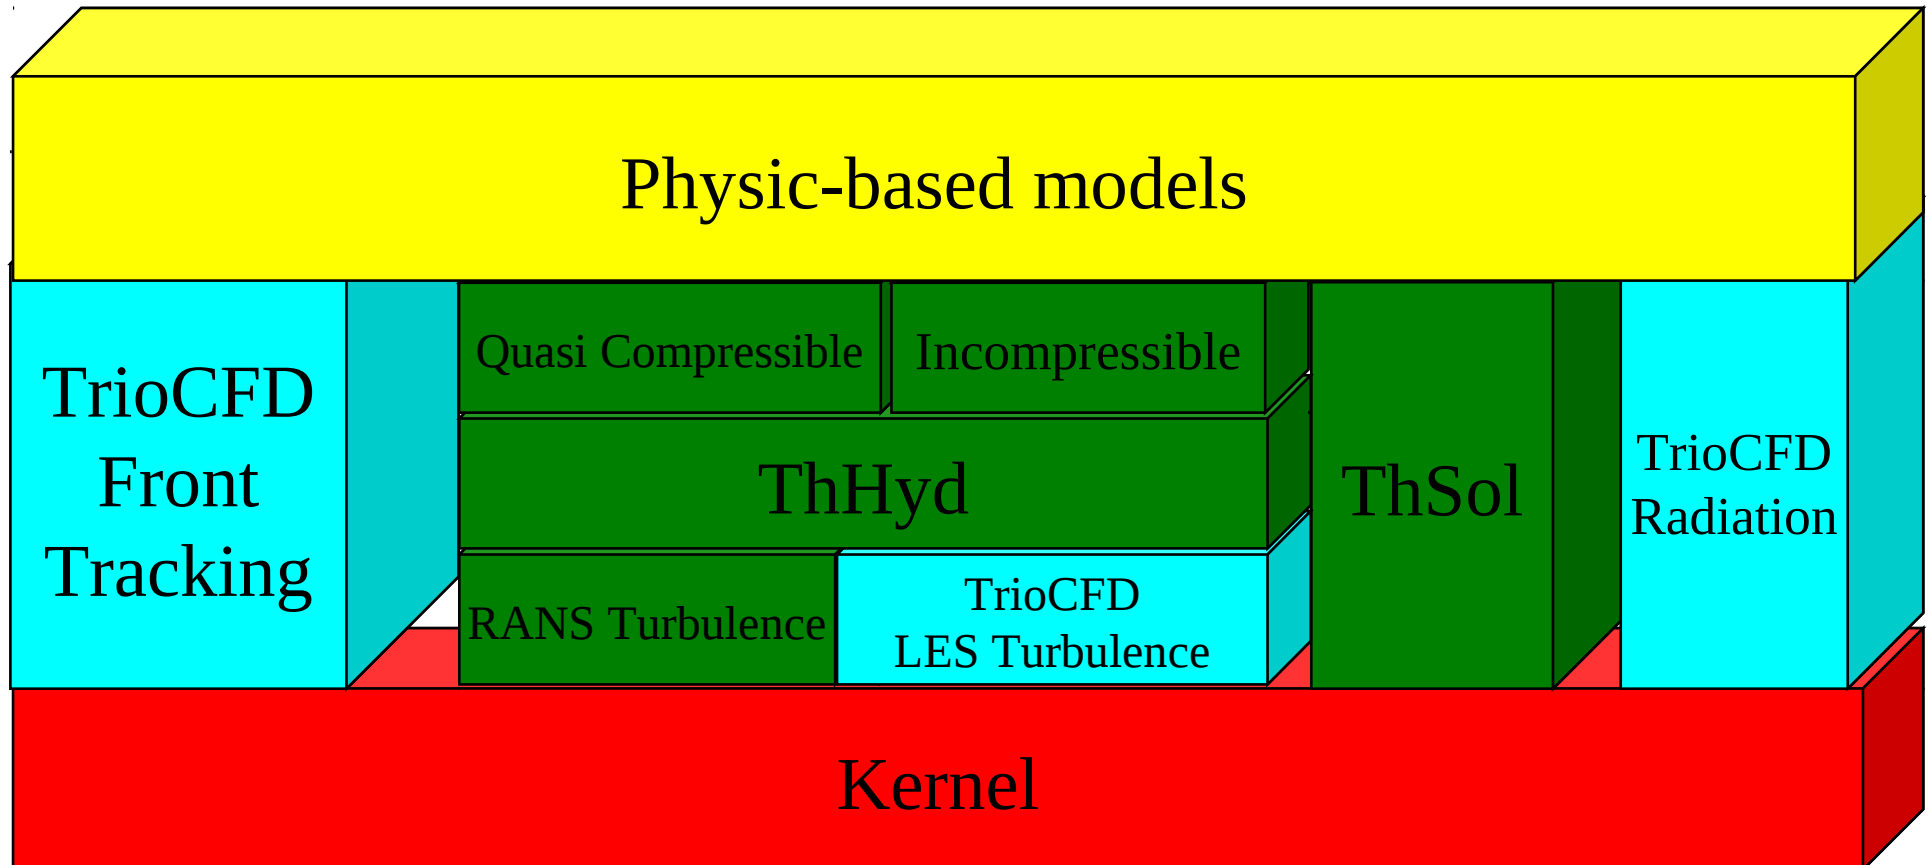 Physic-based models
TrioCFD
Front
Tracking
Quasi Compressible
Incompressible
ThHyd
RANS Turbulence
TrioCFD
LES Turbulence
ThSol
TrioCFD
Radiation
Kernel